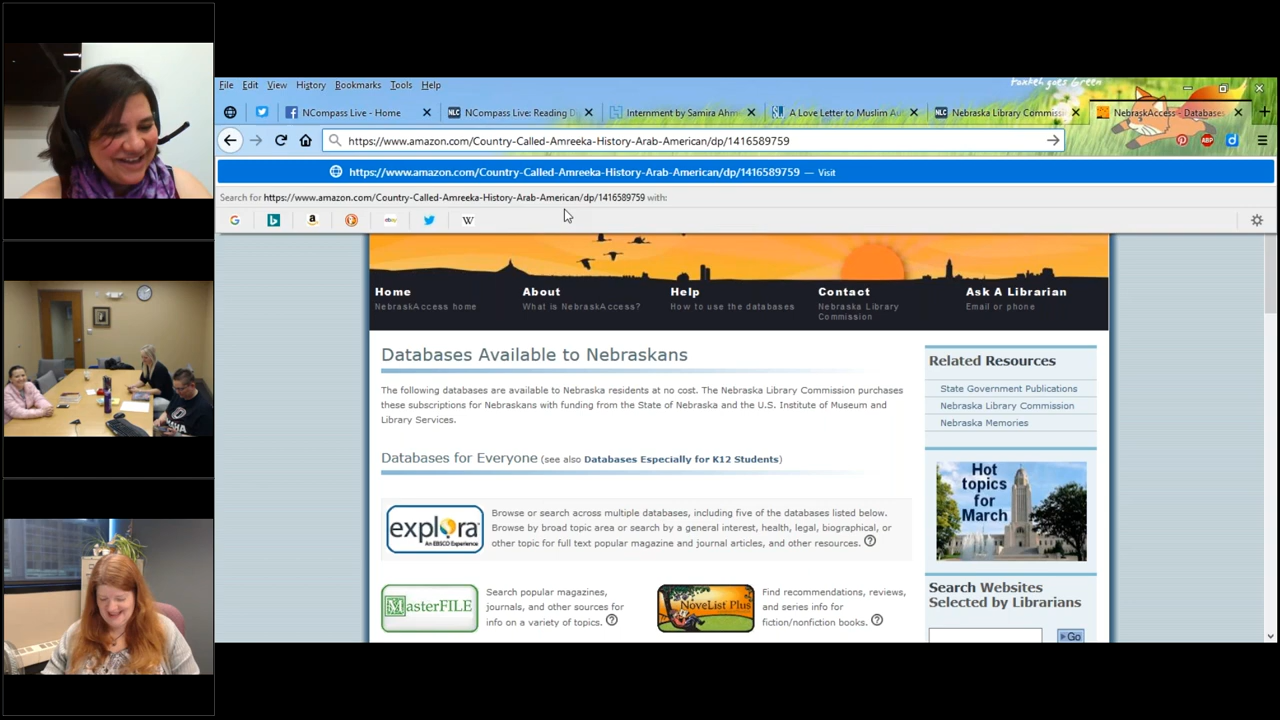 Foxkeh goes Green
File Edit View History Bookmarks Tools Help
NCompass Live - Home
NCompass Live: Reading D
Internment by Samira Ahm
A Love Letter to Muslim Au
Nebraska Library Commiss
NebraskAccess - Databases
https://www.amazon.com/Country-Called-Amreeka-History-Arab-American/dp/1416589759
https://www.amazon.com/Country-Called-Amreeka-History-Arab-American/dp/1416589759 — Visit
Search for https://www.amazon.com/Country-Called-Amreeka-History-Arab-American/dp/1416589759 with:
Home
NebraskAccess home
About
What is NebraskAccess?
Help
How to use the databases
Contact
Nebraska Library
Commission
Ask A Librarian
Email or phone
Databases Available to Nebraskans
The following databases are available to Nebraska residents at no cost. The Nebraska Library Commission purchases
these subscriptions for Nebraskans with funding from the State of Nebraska and the U.S. Institute of Museum and
Library Services.
Databases for Everyone (see also Databases Especially for K12 Students)
explora
An EBSCO Experience
Browse or search across multiple databases, including five of the databases listed below.
Browse by broad topic area or search by a general interest, health, legal, biographical, or
other topic for full text popular magazine and journal articles, and other resources.
MasterFILE
Search popular magazines,
journals, and other sources for
info on a variety of topics.
NoveList Plus
Find recommendations, reviews,
and series info for
fiction/nonfiction books.
Related Resources
State Government Publications
Nebraska Library Commission
Nebraska Memories
Hot
topics
for
March
Search Websites
Selected by Librarians
Go